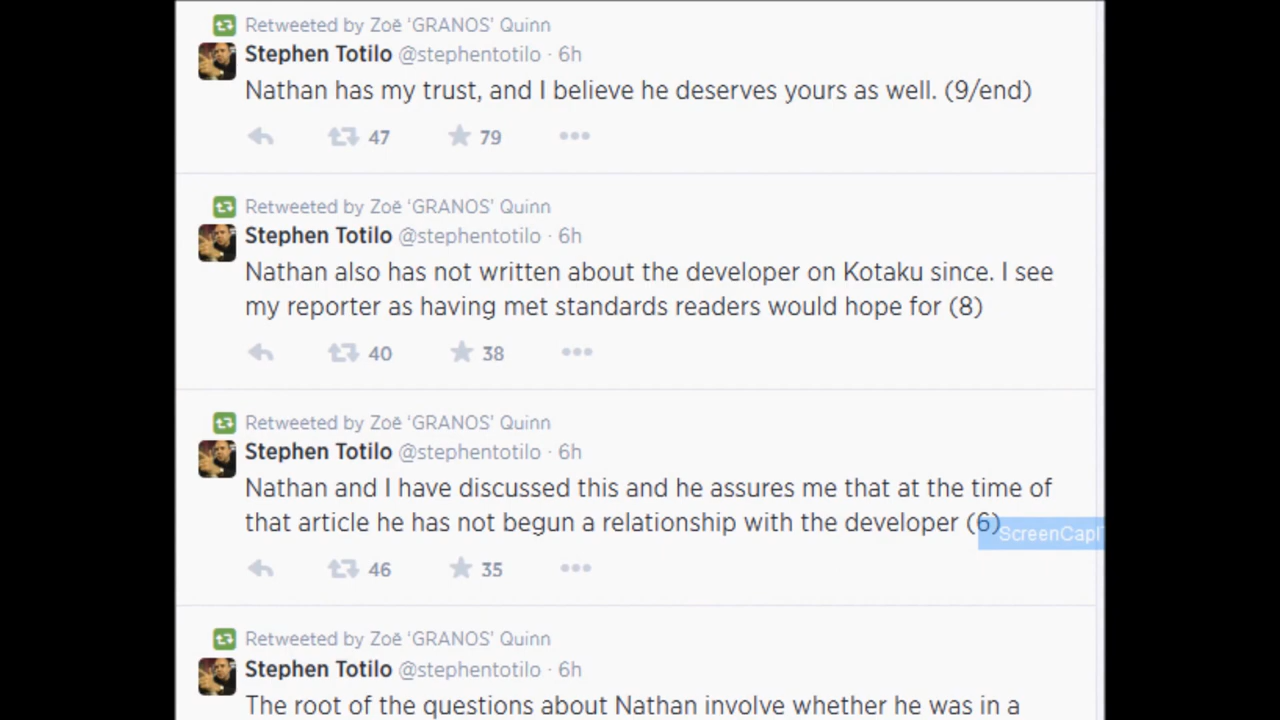 Retweeted by Zoë 'GRANOS' Quinn
Stephen Totilo @stephentotilo · 6h
Nathan has my trust, and I believe he deserves yours as well. (9/end)
47 79
Retweeted by Zoë 'GRANOS' Quinn
Stephen Totilo @stephentotilo · 6h
Nathan also has not written about the developer on Kotaku since. I see
my reporter as having met standards readers would hope for (8)
40 38
Retweeted by Zoë 'GRANOS' Quinn
Stephen Totilo @stephentotilo · 6h
Nathan and I have discussed this and he assures me that at the time of
that article he has not begun a relationship with the developer (6)
46 35
Retweeted by Zoë 'GRANOS' Quinn
Stephen Totilo @stephentotilo · 6h
The root of the questions about Nathan involve whether he was in a